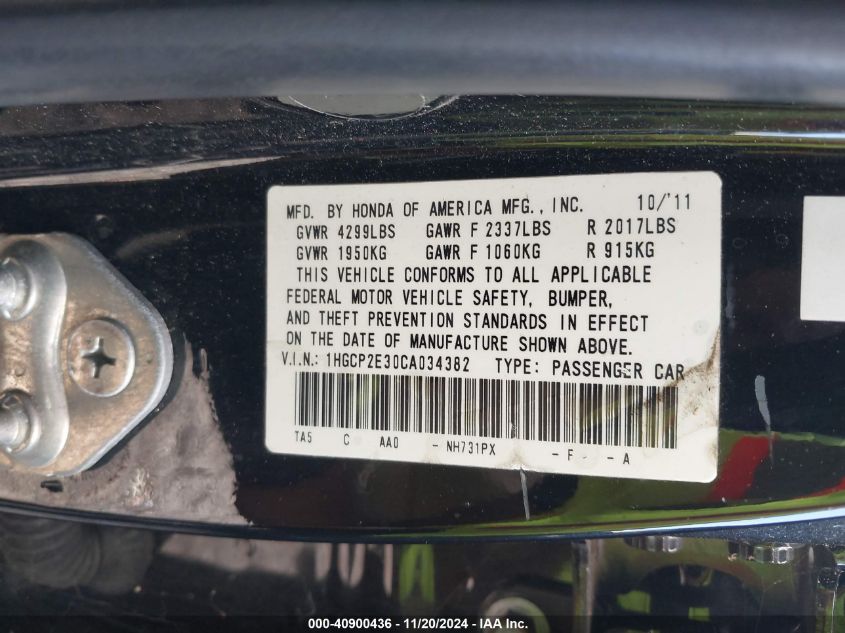 MFD. BY HONDA OF AMERICA MFG., INC. 10/'11
GVWR 4299LBS GAWR F 2337LBS R 2017LBS
GVWR 1950KG GAWR F 1060KG R 915KG
THIS VEHICLE CONFORMS TO ALL APPLICABLE
FEDERAL MOTOR VEHICLE SAFETY, BUMPER,
AND THEFT PREVENTION STANDARDS IN EFFECT
ON THE DATE OF MANUFACTURE SHOWN ABOVE.
V.I.N.: 1HGCP2E30CA034382 TYPE: PASSENGER CAR
TA5 C AA0 - NH731PX - F - A
000-40900436 - 11/20/2024 - IAA Inc.